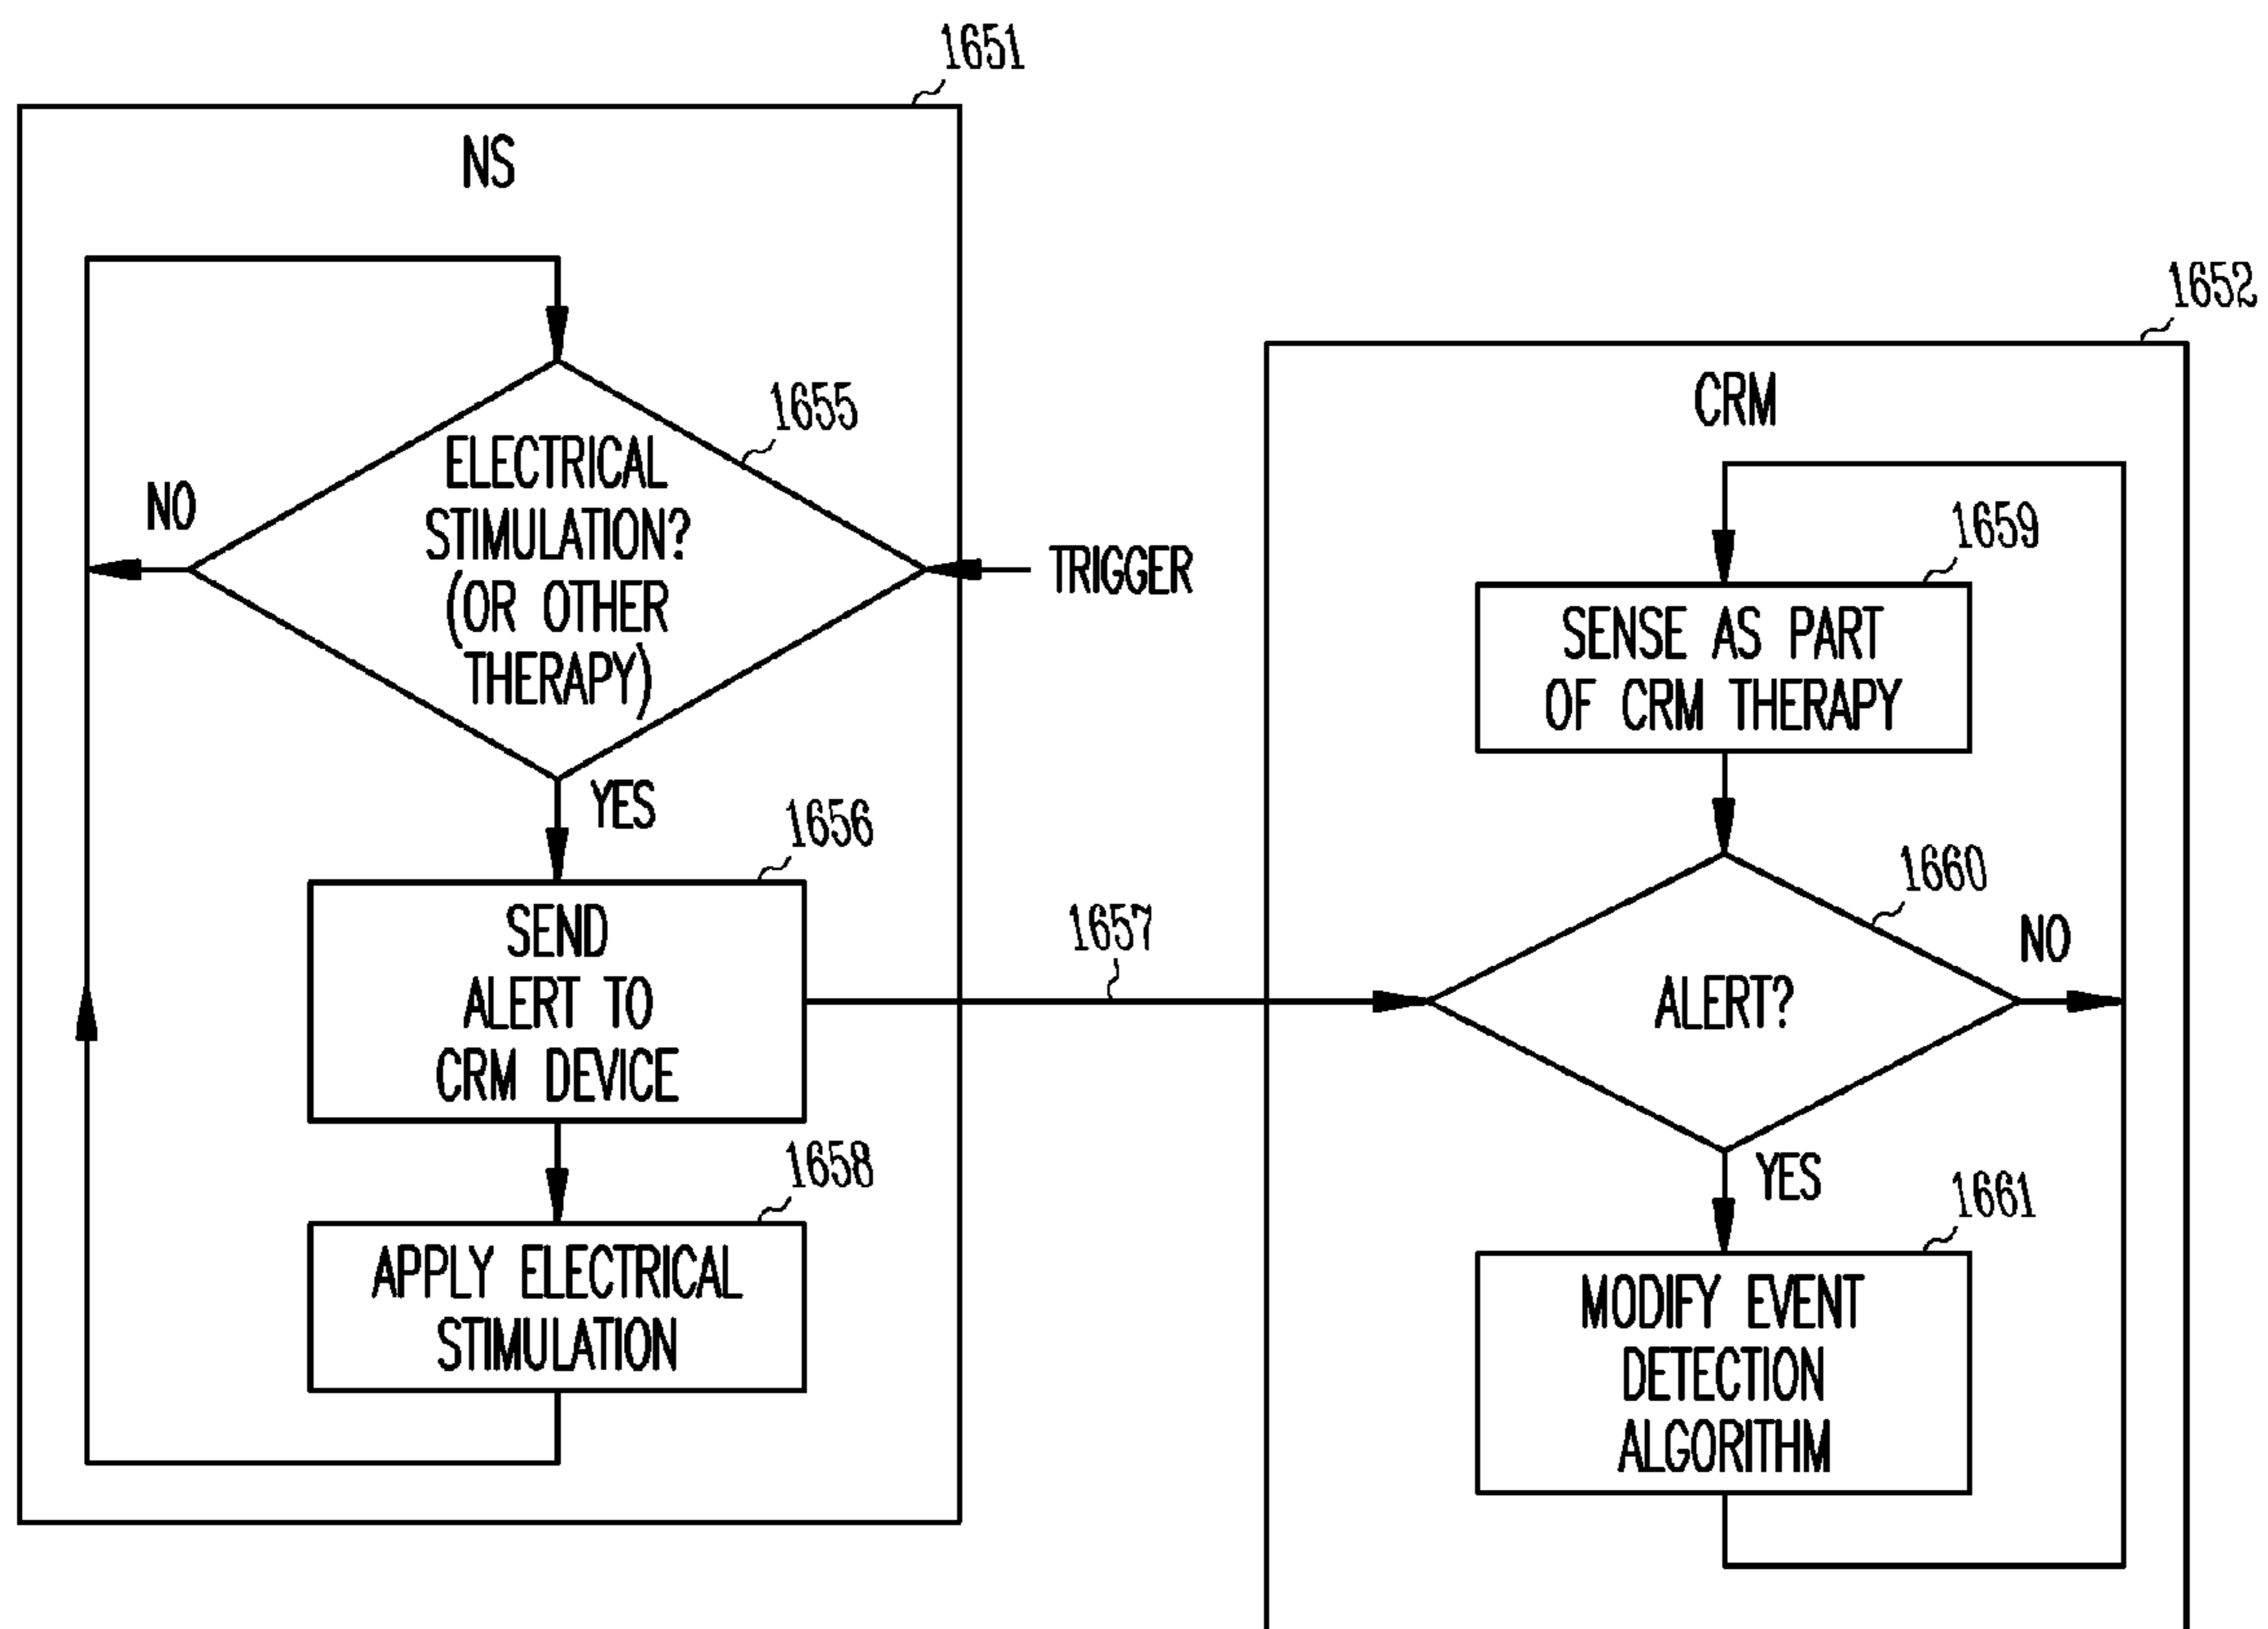 1651
NS
1655
ELECTRICAL
STIMULATION?
(OR OTHER
THERAPY)
NO
TRIGGER
YES
1656
SEND
ALERT TO
CRM DEVICE
1657
1658
APPLY ELECTRICAL
STIMULATION
1652
CRM
1659
SENSE AS PART
OF CRM THERAPY
1660
NO
ALERT?
YES
1661
MODIFY EVENT
DETECTION
ALGORITHM